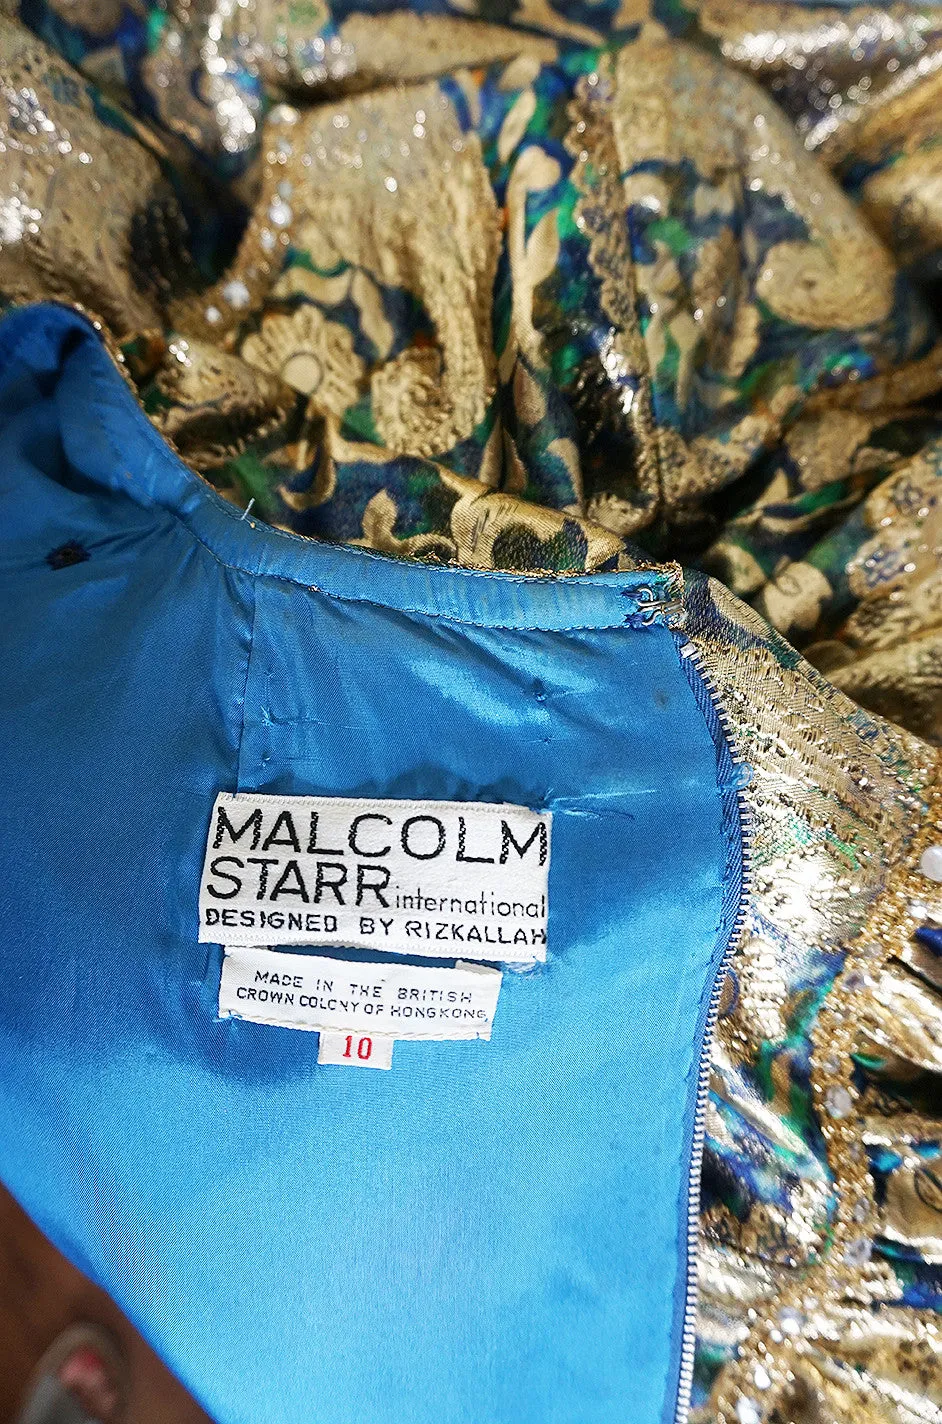 MALCOLM
STARR international
DESIGNED BY RIZKALLAH
MADE IN THE BRITISH
CROWN COLONY OF HONGKONG
10